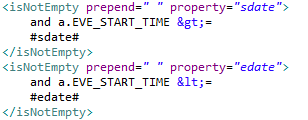 <isNotEmpty prepend=" " property="sdate">
and a.EVE_START_TIME &gt;=
#sdate#
</isNotEmpty>
<isNotEmpty prepend=" " property="edate">
and a.EVE_START_TIME &lt;=
#edate#
</isNotEmpty>